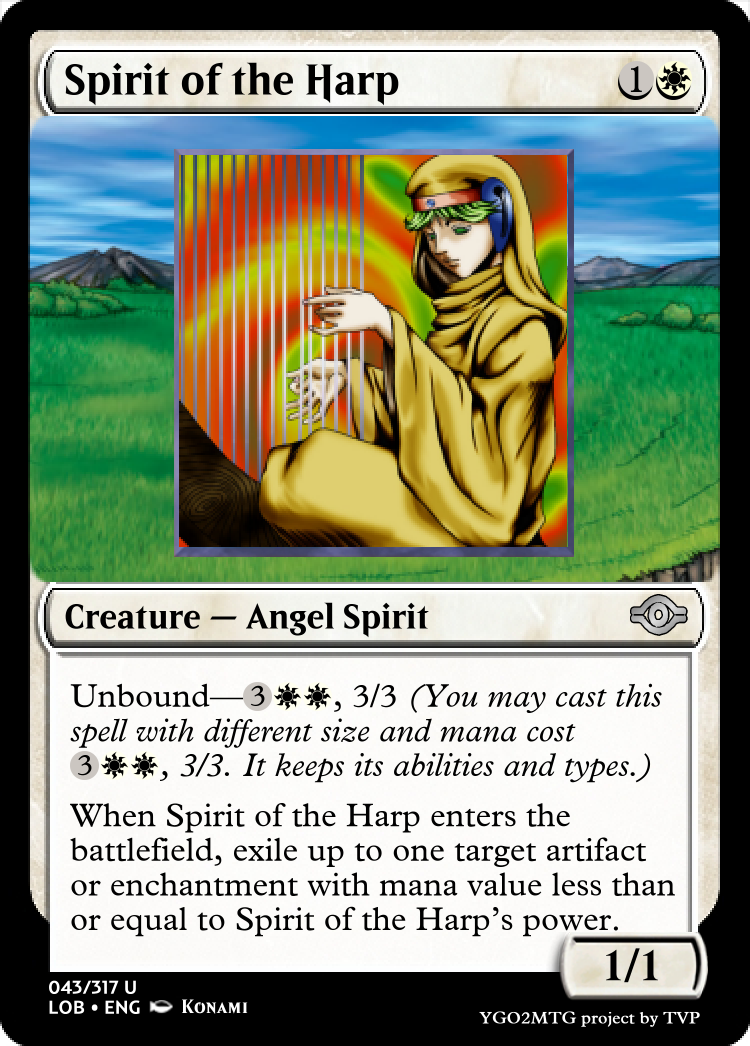 Spirit of the Harp 1
Creature — Angel Spirit
Unbound—3, 3/3 (You may cast this
spell with different size and mana cost
3, 3/3. It keeps its abilities and types.)
When Spirit of the Harp enters the
battlefield, exile up to one target artifact
or enchantment with mana value less than
or equal to Spirit of the Harp's power.
1/1
043/317 U
LOB • ENG KONAMI
YGO2MTG project by TVP